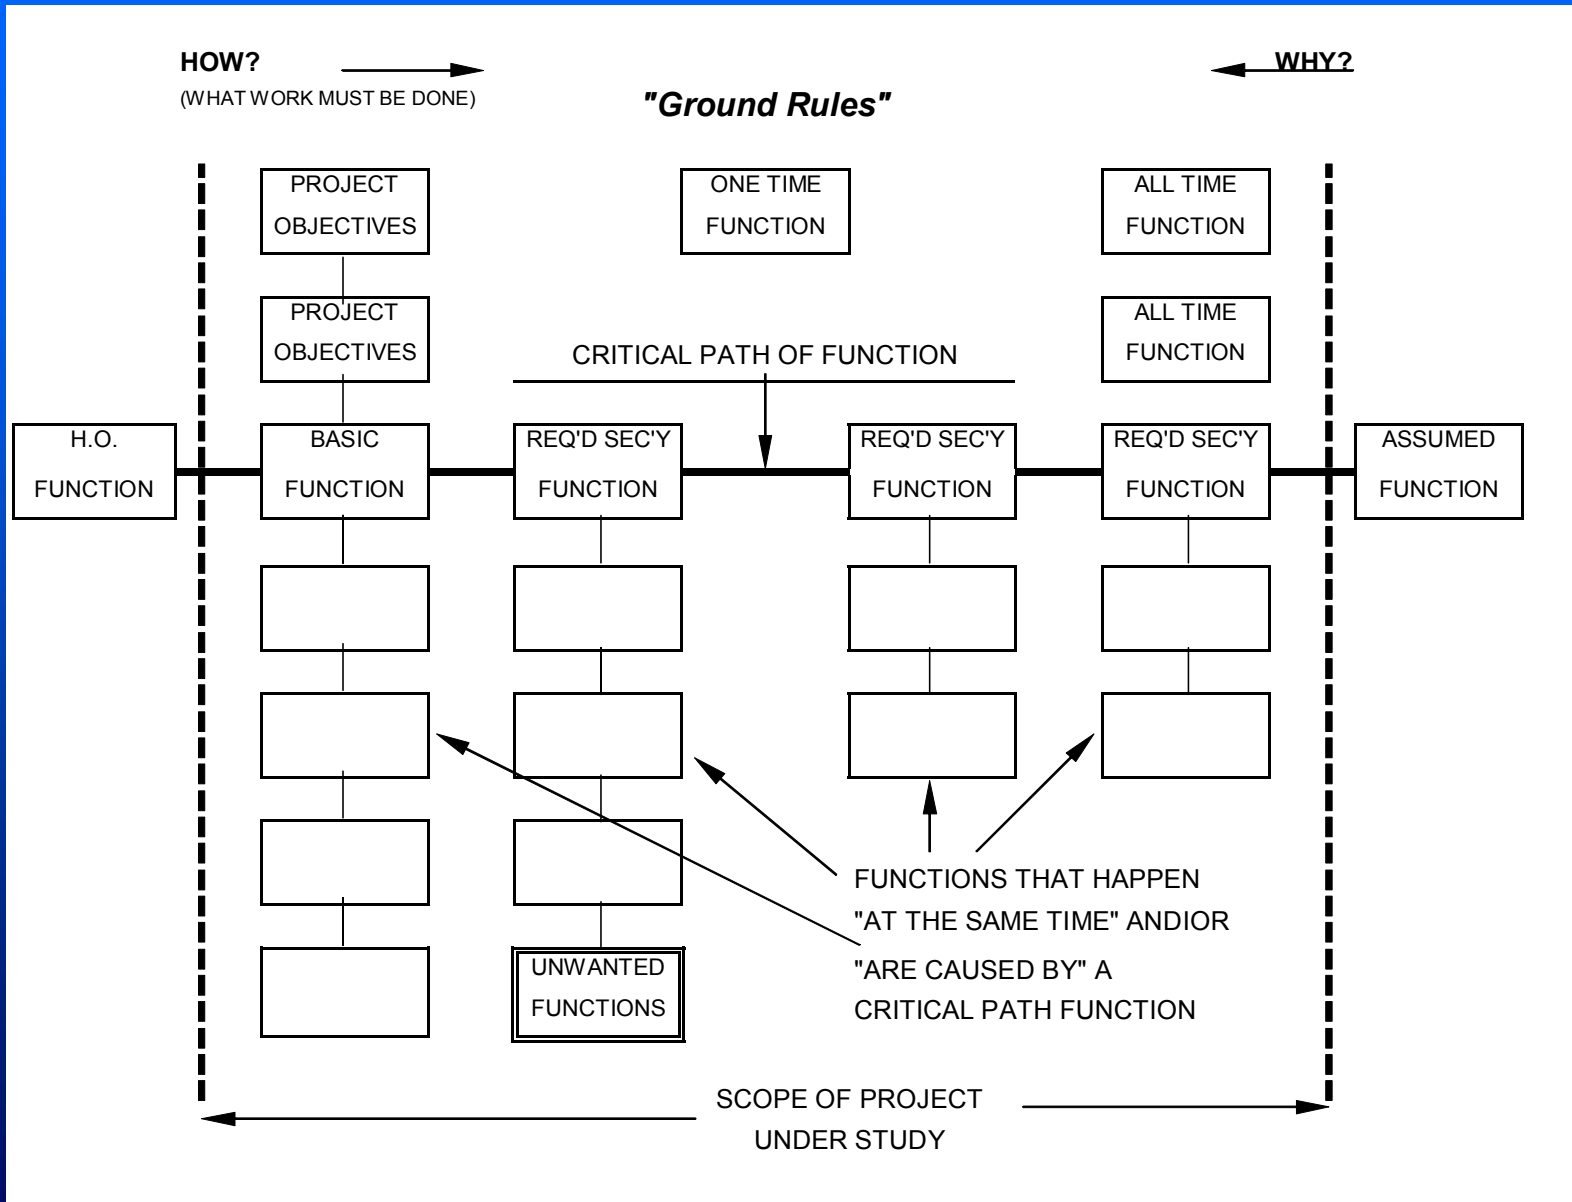 HOW?
WHY?
(WHAT WORK MUST BE DONE)
"Ground Rules"
PROJECT
OBJECTIVES
ONE TIME
FUNCTION
ALL TIME
FUNCTION
PROJECT
OBJECTIVES
ALL TIME
FUNCTION
CRITICAL PATH OF FUNCTION
H.O.
FUNCTION
BASIC
FUNCTION
REQ'D SEC'Y
FUNCTION
REQ'D SEC'Y
FUNCTION
REQ'D SEC'Y
FUNCTION
ASSUMED
FUNCTION
FUNCTIONS THAT HAPPEN
"AT THE SAME TIME" ANDIOR
"ARE CAUSED BY" A
CRITICAL PATH FUNCTION
UNWANTED
FUNCTIONS
SCOPE OF PROJECT
UNDER STUDY